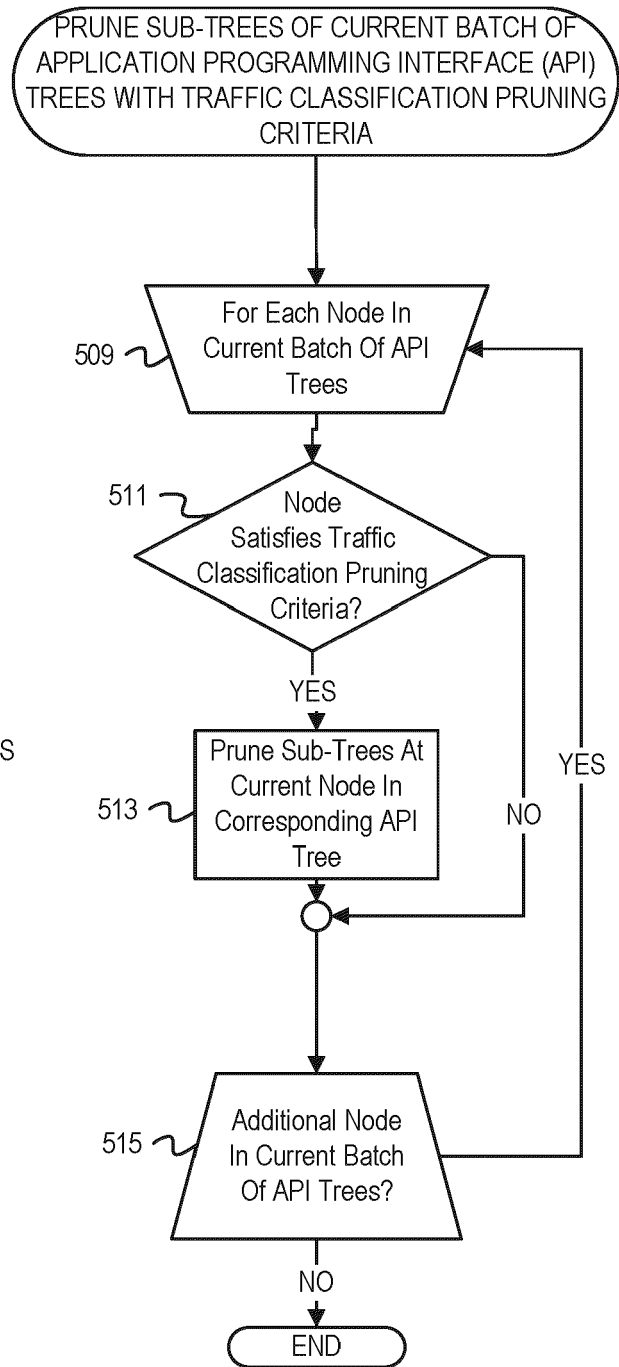 PRUNE SUB-TREES OF CURRENT BATCH OF
APPLICATION PROGRAMMING INTERFACE (API)
TREES WITH TRAFFIC CLASSIFICATION PRUNING
CRITERIA
For Each Node In
Current Batch Of API
Trees
509
511
Node
Satisfies Traffic
Classification Pruning
Criteria?
YES
S
Prune Sub-Trees At
Current Node In
Corresponding API
Tree
513
NO
YES
Additional Node
In Current Batch
Of API Trees?
515
NO
END